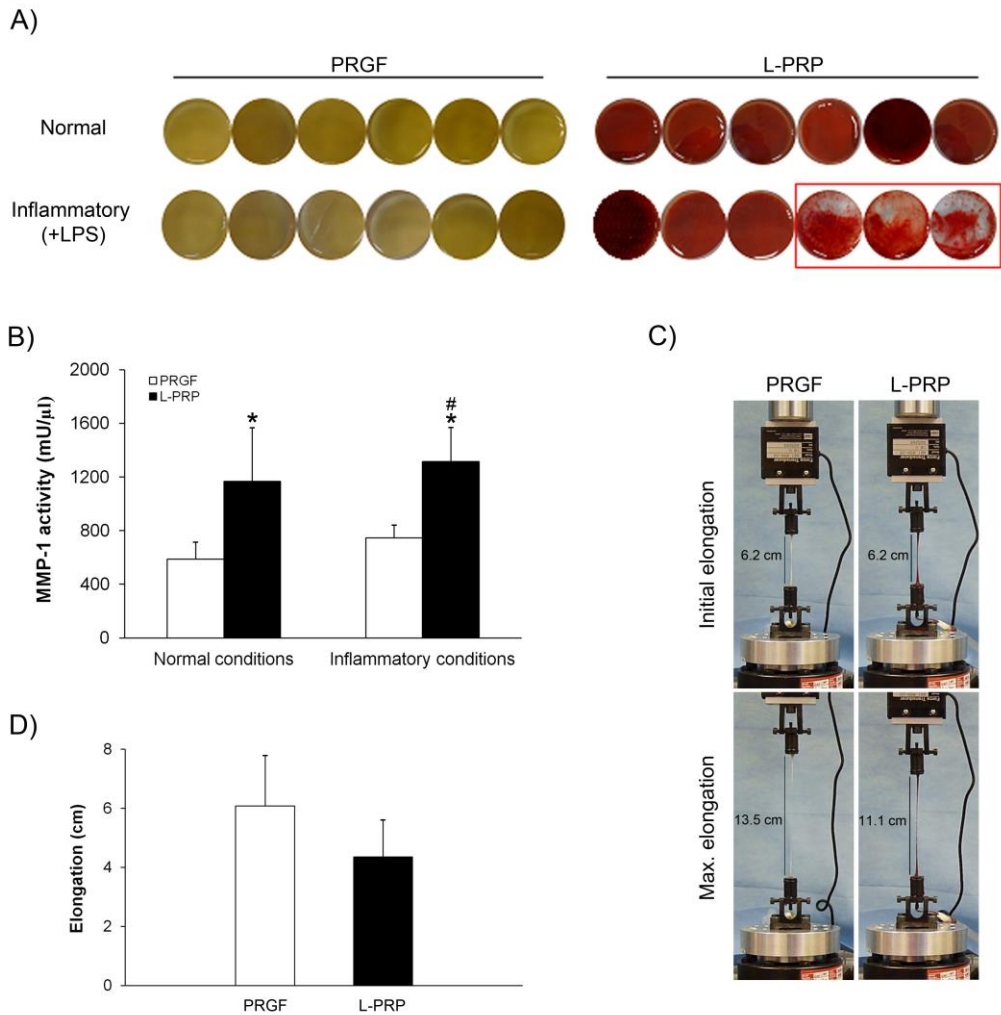 A)
PRGF
L-PRP
Normal
Inflammatory
(+LPS)
B)
2000
1600
1200
800
400
0
MMP-1 activity (mU/µl)
PRGF
L-PRP
*
#
*
Normal conditions
Inflammatory conditions
C)
PRGF
L-PRP
Initial elongation
6.2 cm
6.2 cm
Max. elongation
13.5 cm
11.1 cm
D)
8
6
4
2
0
Elongation (cm)
PRGF
L-PRP